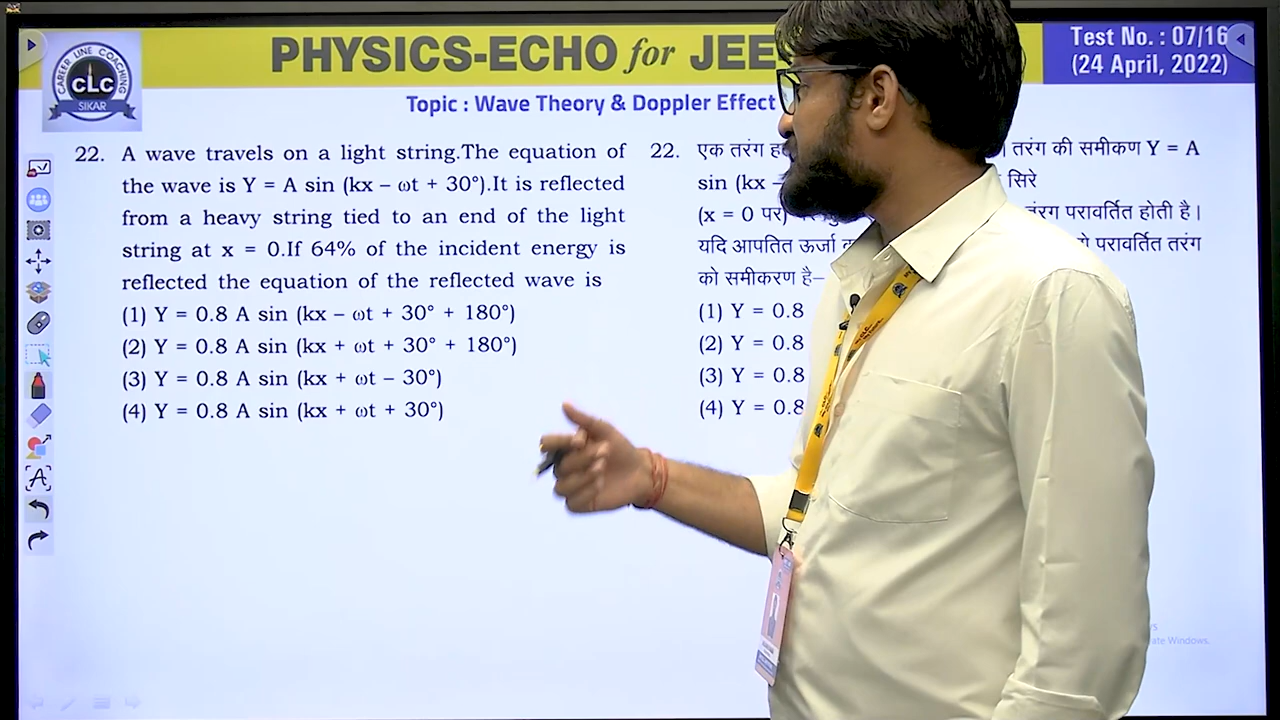 CAREER LINE COACHING
CLC
SIKAR
PHYSICS-ECHO for JEE
Test No. : 07/16
(24 April, 2022)
Topic : Wave Theory & Doppler Effect
22. A wave travels on a light string.The equation of
the wave is Y = A sin (kx – ωt + 30°).It is reflected
from a heavy string tied to an end of the light
string at x = 0.If 64% of the incident energy is
reflected the equation of the reflected wave is
(1) Y = 0.8 A sin (kx – ωt + 30° + 180°)
(2) Y = 0.8 A sin (kx + ωt + 30° + 180°)
(3) Y = 0.8 A sin (kx + ωt – 30°)
(4) Y = 0.8 A sin (kx + ωt + 30°)
22. एक तरंग । तरंग की समीकरण Y = A
sin (kx – सिरे
(x = 0 पर) तंरग परावर्तित होती है।
यदि आपतित ऊर्जा परावर्तित तरंग
को समीकरण है–
(1) Y = 0.8
(2) Y = 0.8
(3) Y = 0.8
(4) Y = 0.8
ate Windows.